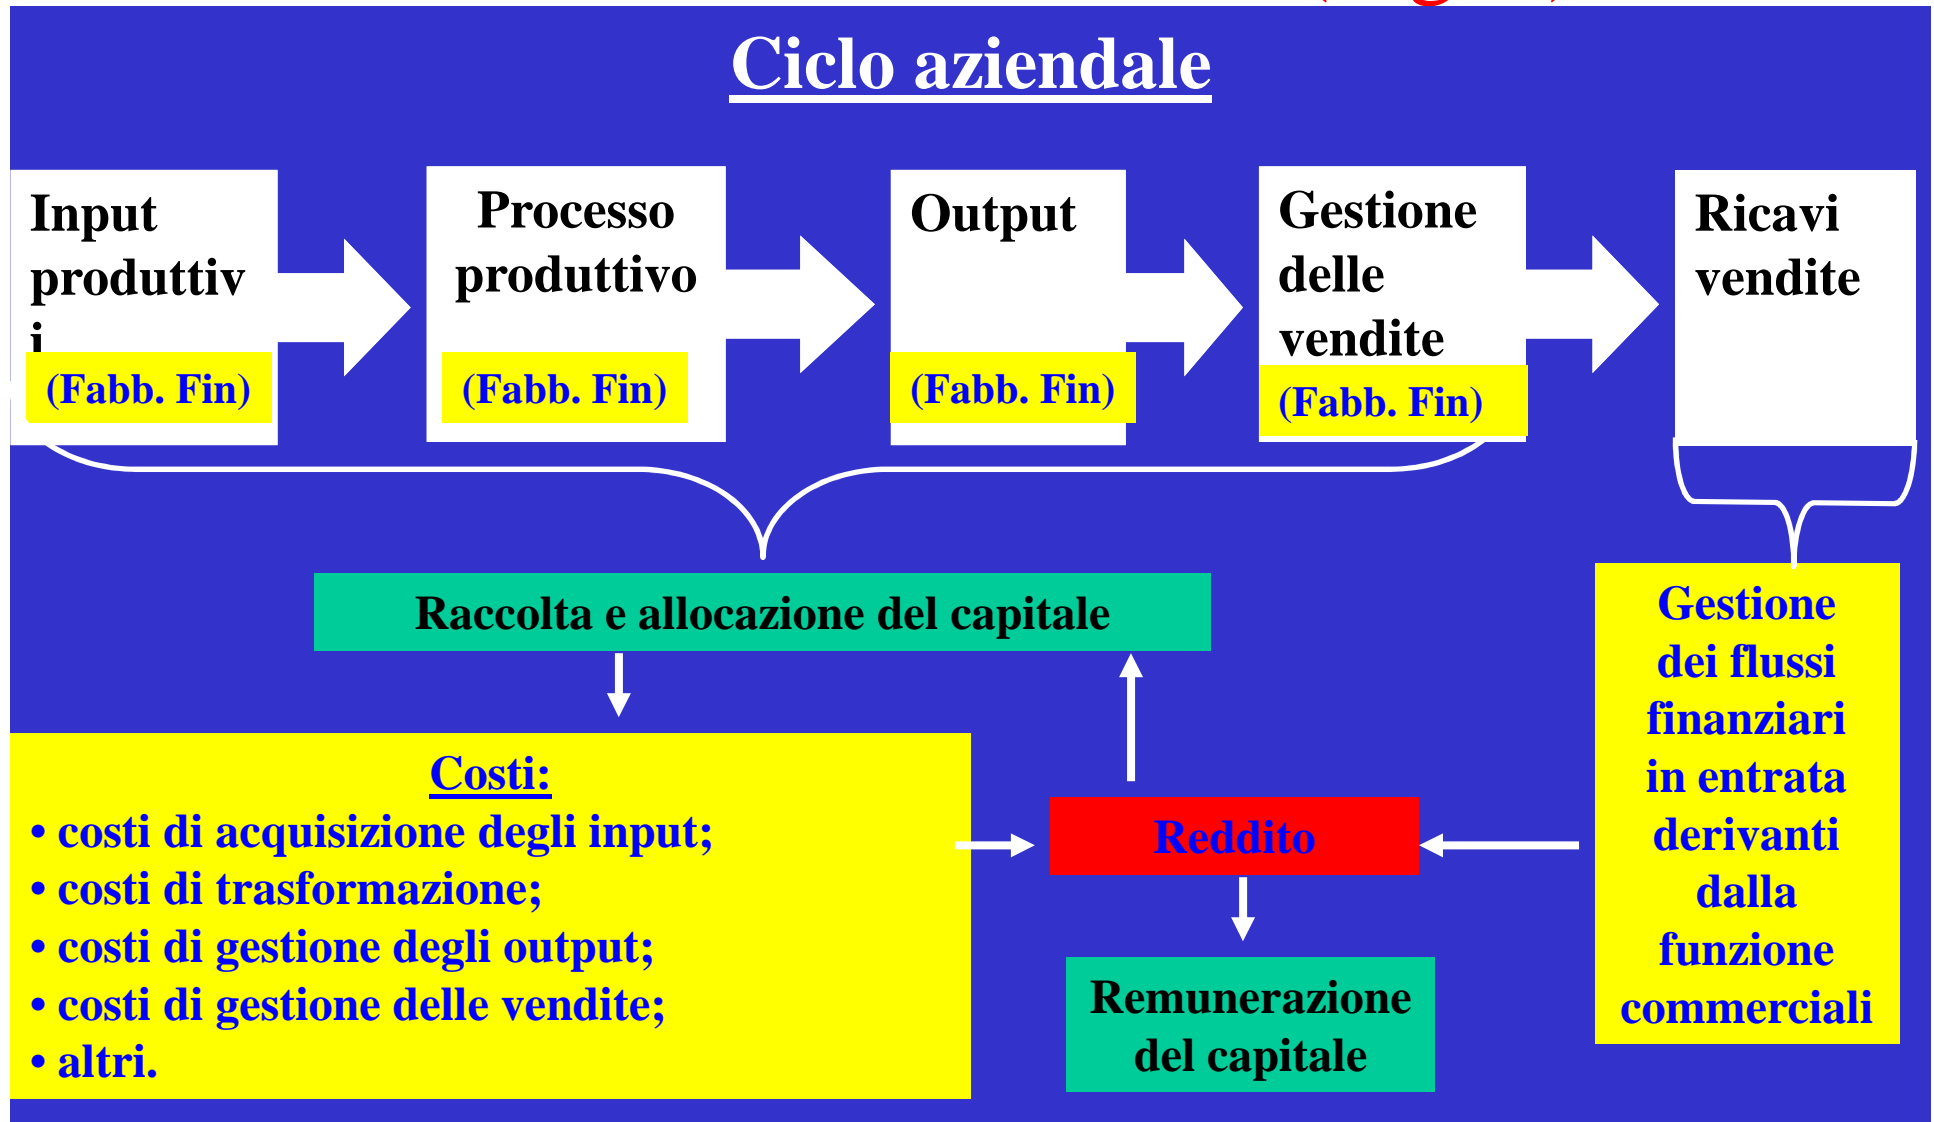 Ciclo aziendale
Input
produttiv
i
(Fabb. Fin)
Processo
produttivo
(Fabb. Fin)
Output
(Fabb. Fin)
Gestione
delle
vendite
(Fabb. Fin)
Ricavi
vendite
Raccolta e allocazione del capitale
Costi:
• costi di acquisizione degli input;
• costi di trasformazione;
• costi di gestione degli output;
• costi di gestione delle vendite;
• altri.
Reddito
Remunerazione
del capitale
Gestione
dei flussi
finanziari
in entrata
derivanti
dalla
funzione
commerciali